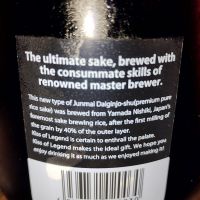 The ultimate sake, brewed with
the consummate skills of
renowned master brewer.
This new type of Junmai Daiginjo-shu(premium pure
rice sake) was brewed from Yamada Nishiki, Japan's
foremost sake brewing rice, after the first milling of
the grain by 40% of the outer layer.
Kiss of Legend is certain to enthrall the palate.
Kiss of Legend makes the ideal gift. We hope you
enjoy drinking it as much as we enjoyed making it!